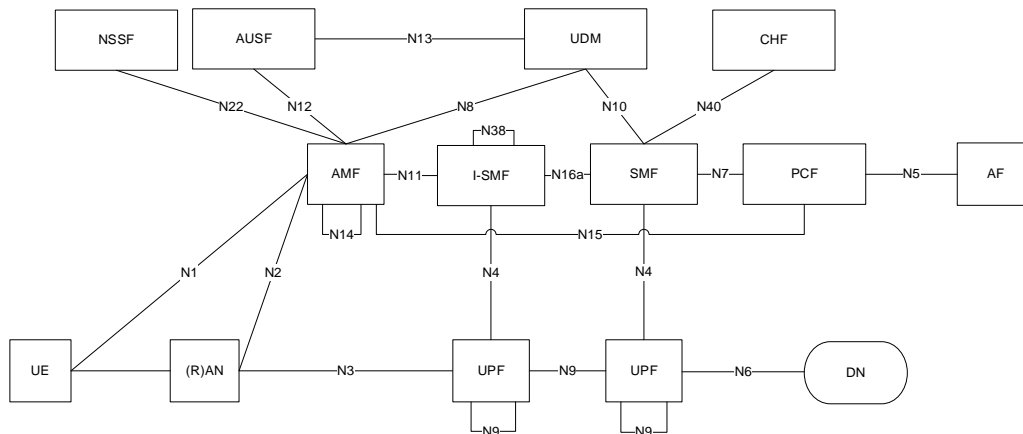 NSSF
AUSF
N13
UDM
CHF
N22
N12
N8
N10
N40
N38
AMF
N11
I-SMF
N16a
SMF
N7
PCF
N5
AF
N14
N15
N1
N2
N4
N4
UE
(R)AN
N3
UPF
N9
UPF
N6
DN
N9
N9